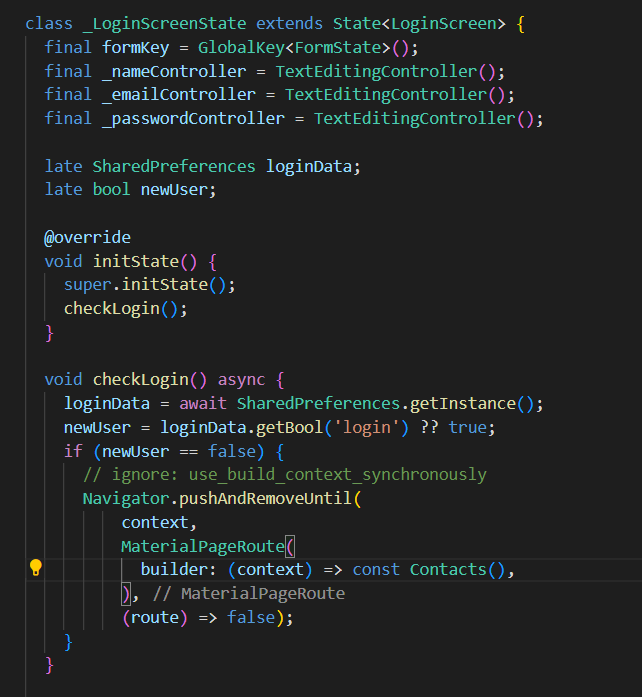 class _LoginScreenState extends State<LoginScreen> {
  final formKey = GlobalKey<FormState>();
  final _nameController = TextEditingController();
  final _emailController = TextEditingController();
  final _passwordController = TextEditingController();

  late SharedPreferences loginData;
  late bool newUser;

  @override
  void initState() {
    super.initState();
    checkLogin();
  }

  void checkLogin() async {
    loginData = await SharedPreferences.getInstance();
    newUser = loginData.getBool('login') ?? true;
    if (newUser == false) {
      // ignore: use_build_context_synchronously
      Navigator.pushAndRemoveUntil(
          context,
          MaterialPageRoute(
            builder: (context) => const Contacts(),
          ), // MaterialPageRoute
          (route) => false);
    }
  }